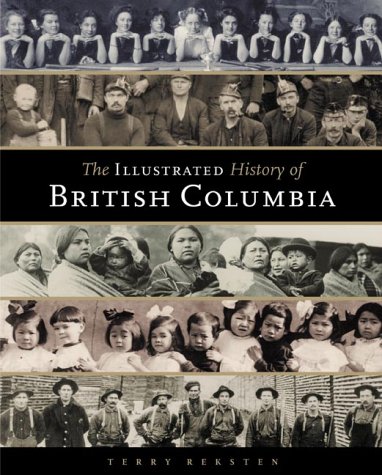 The ILLUSTRATED History of
BRITISH COLUMBIA
TERRY REKSTEN